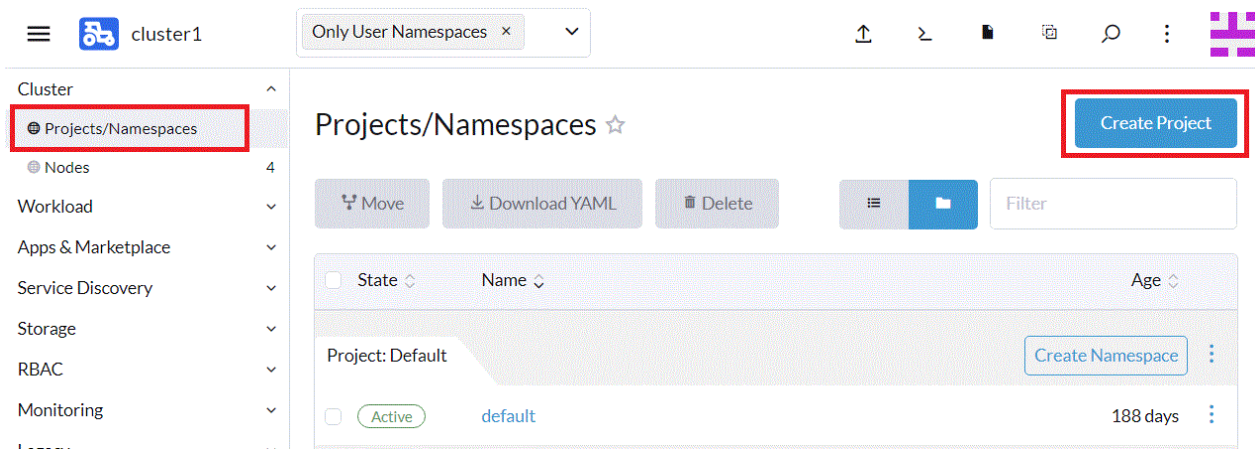 cluster1
Only User Namespaces ×
Cluster
Projects/Namespaces
Nodes 4
Workload
Apps & Marketplace
Service Discovery
Storage
RBAC
Monitoring
Legacy
Projects/Namespaces
Create Project
Move
Download YAML
Delete
Filter
State
Name
Age
Project: Default
Create Namespace
Active
default
188 days